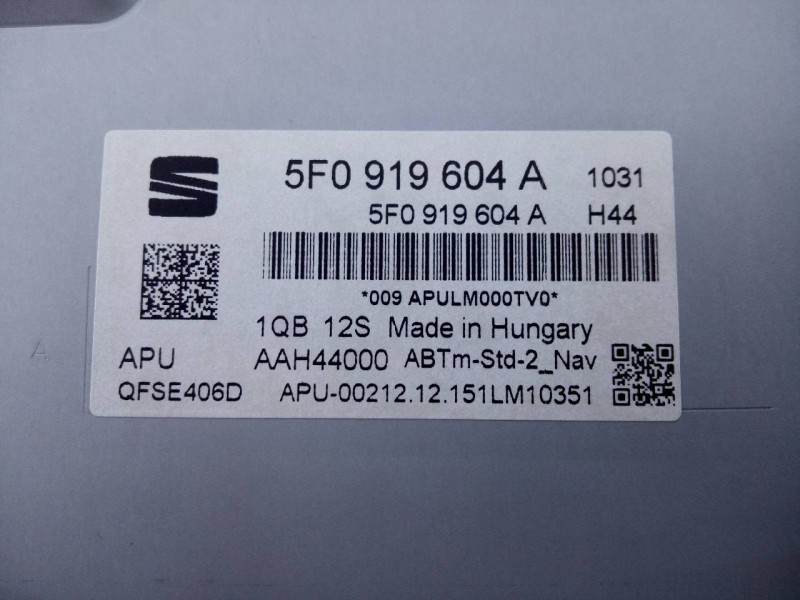 5F0 919 604 A 1031
5F0 919 604 A H44
*009 APULM000TV0*
1QB 12S Made in Hungary
APU AAH44000 ABTm-Std-2_Nav
QFSE406D APU-00212.12.151LM10351
A